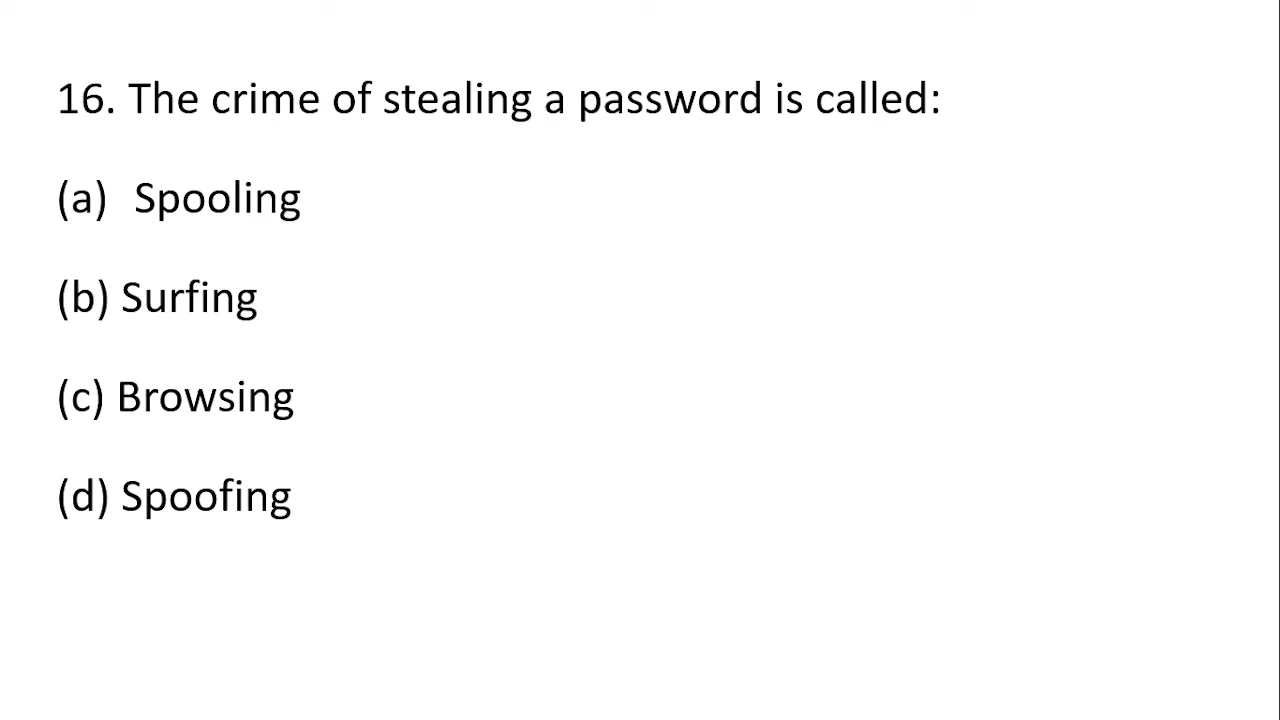 16. The crime of stealing a password is called:
(a) Spooling
(b) Surfing
(c) Browsing
(d) Spoofing